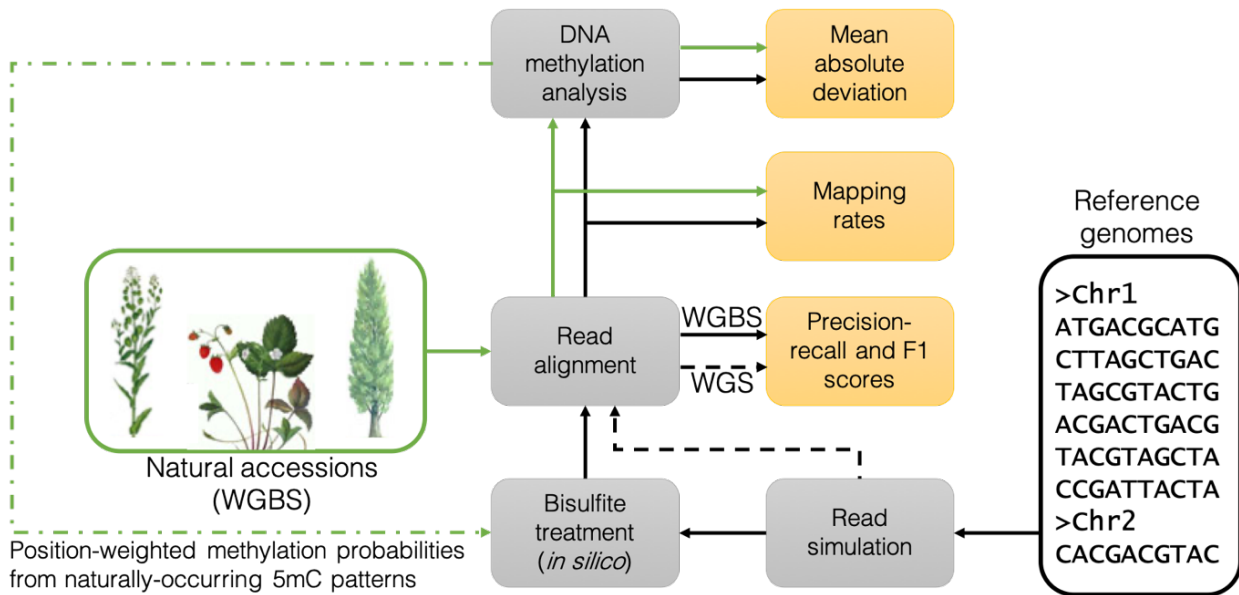 DNA
methylation
analysis
Mean
absolute
deviation
Mapping
rates
Reference
genomes
>Chr1
ATGACGCATG
CTTAGCTGAC
TAGCGTACTG
ACGACTGACG
TACGTAGCTA
CCGATTACTA
>Chr2
CACGACGTAC
Read
alignment
WGBS
WGS
Precision-
recall and F1
scores
Natural accessions
(WGBS)
Bisulfite
treatment
(in silico)
Read
simulation
Position-weighted methylation probabilities
from naturally-occurring 5mC patterns